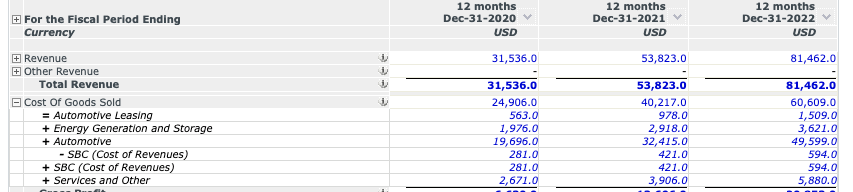 12 months 12 months 12 months
For the Fiscal Period Ending Dec-31-2020 Dec-31-2021 Dec-31-2022
Currency USD USD USD
Revenue 31,536.0 53,823.0 81,462.0
Other Revenue - - -
Total Revenue 31,536.0 53,823.0 81,462.0
Cost Of Goods Sold 24,906.0 40,217.0 60,609.0
= Automotive Leasing 563.0 978.0 1,509.0
+ Energy Generation and Storage 1,976.0 2,918.0 3,621.0
+ Automotive 19,696.0 32,415.0 49,599.0
- SBC (Cost of Revenues) 281.0 421.0 594.0
+ SBC (Cost of Revenues) 281.0 421.0 594.0
+ Services and Other 2,671.0 3,906.0 5,880.0